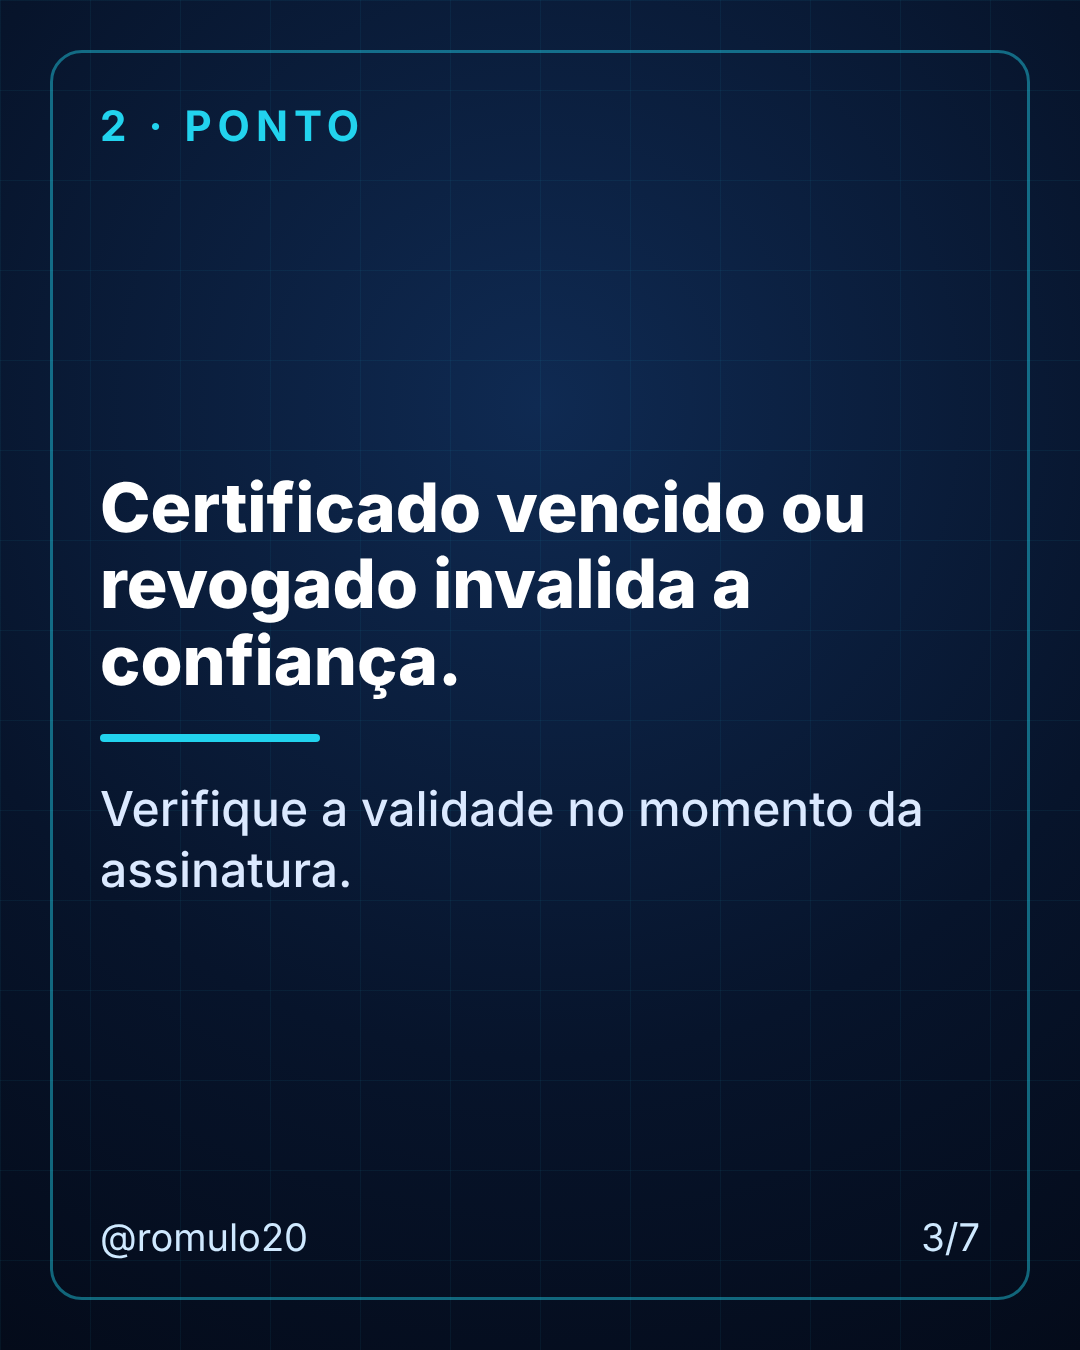 2 · PONTO
Certificado vencido ou
revogado invalida a
confiança.
Verifique a validade no momento da
assinatura.
@romulo20
3/7